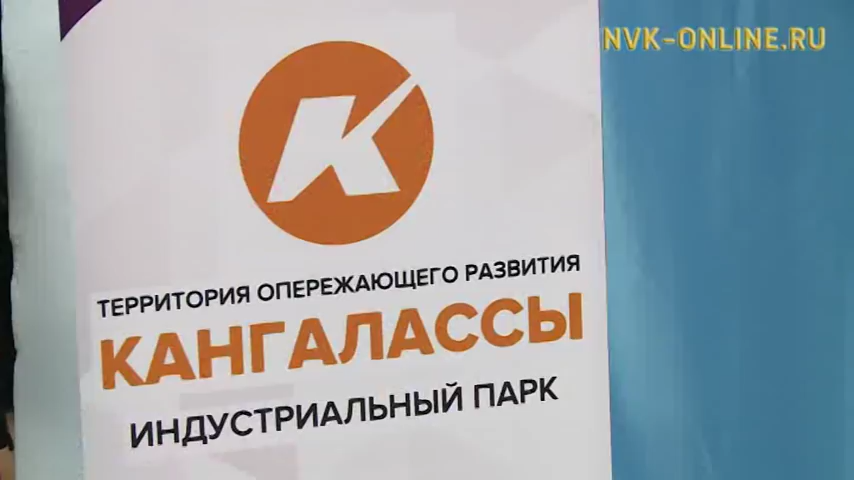 NVK-ONLINE.RU
К
ТЕРРИТОРИЯ ОПЕРЕЖАЮЩЕГО РАЗВИТИЯ
КАНГАЛАССЫ
ИНДУСТРИАЛЬНЫЙ ПАРК